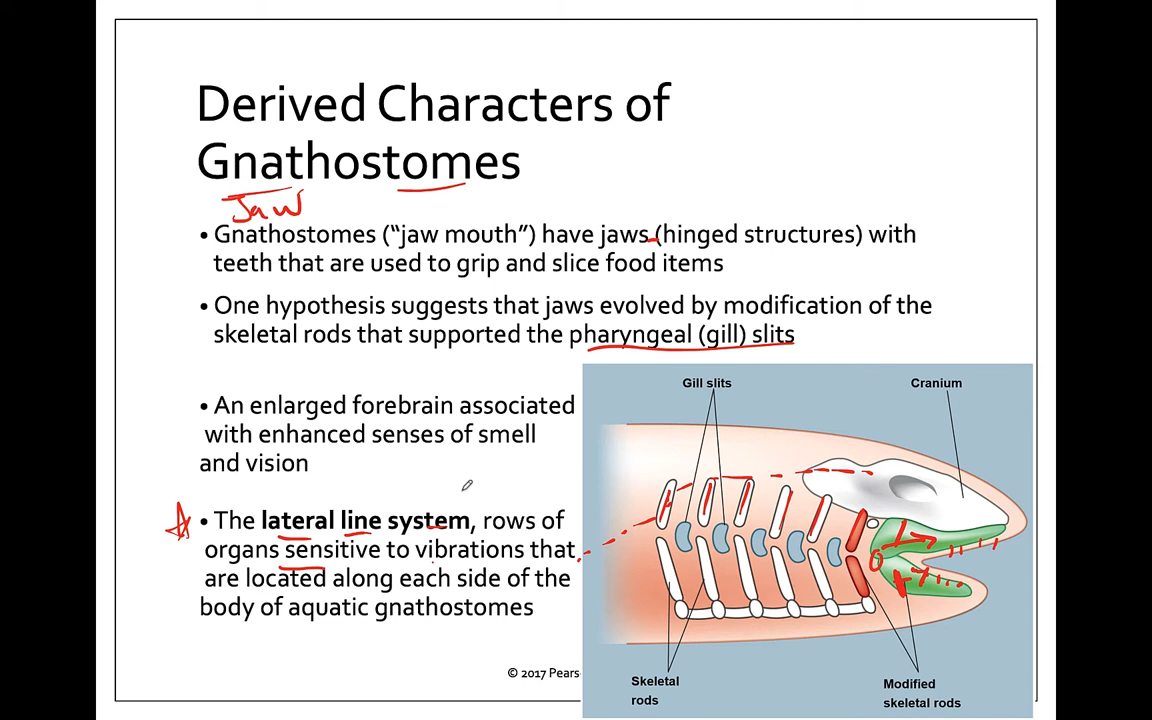 Derived Characters of
Gnathostomes
Jaw
• Gnathostomes (“jaw mouth”) have jaws (hinged structures) with
teeth that are used to grip and slice food items
• One hypothesis suggests that jaws evolved by modification of the
skeletal rods that supported the pharyngeal (gill) slits
• An enlarged forebrain associated
with enhanced senses of smell
and vision
• The lateral line system, rows of
organs sensitive to vibrations that
are located along each side of the
body of aquatic gnathostomes
Gill slits
Cranium
Skeletal
rods
Modified
skeletal rods
© 2017 Pears